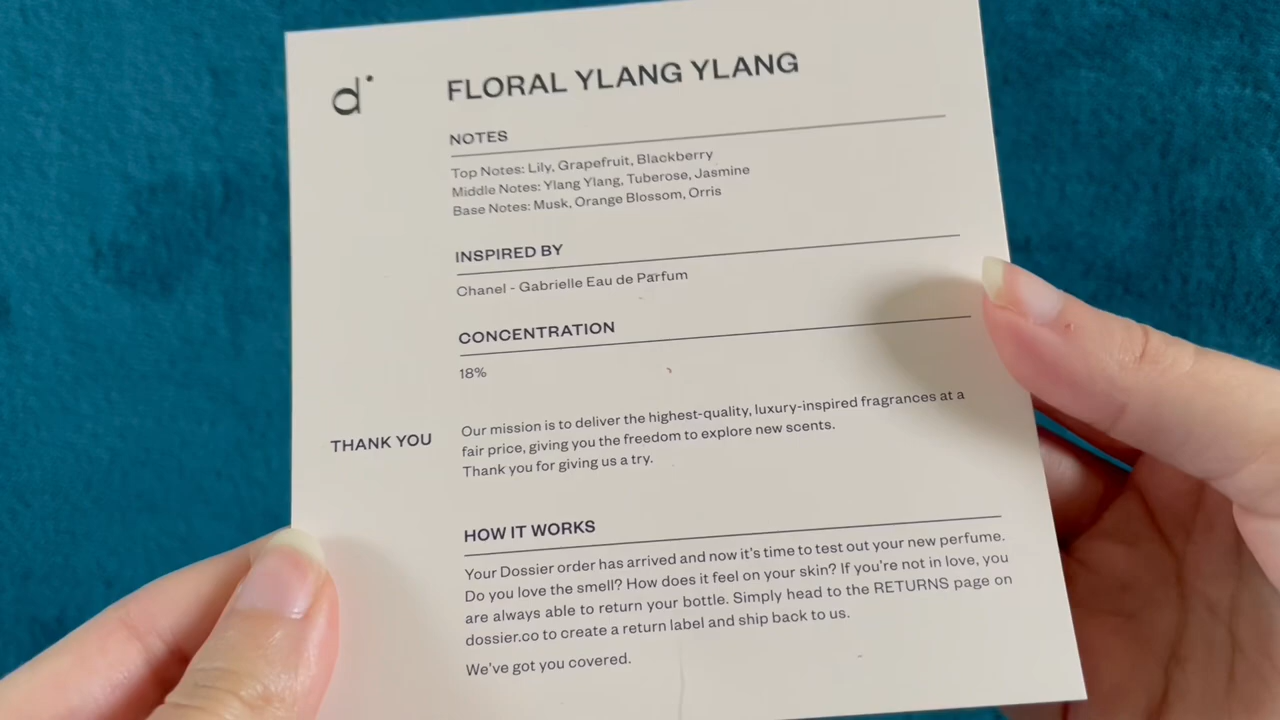 d
FLORAL YLANG YLANG
NOTES
Top Notes: Lily, Grapefruit, Blackberry
Middle Notes: Ylang Ylang, Tuberose, Jasmine
Base Notes: Musk, Orange Blossom, Orris
INSPIRED BY
Chanel - Gabrielle Eau de Parfum
CONCENTRATION
18%
THANK YOU
Our mission is to deliver the highest-quality, luxury-inspired fragrances at a
fair price, giving you the freedom to explore new scents.
Thank you for giving us a try.
HOW IT WORKS
Your Dossier order has arrived and now it's time to test out your new perfume.
Do you love the smell? How does it feel on your skin? If you're not in love, you
are always able to return your bottle. Simply head to the RETURNS page on
dossier.co to create a return label and ship back to us.
We've got you covered.